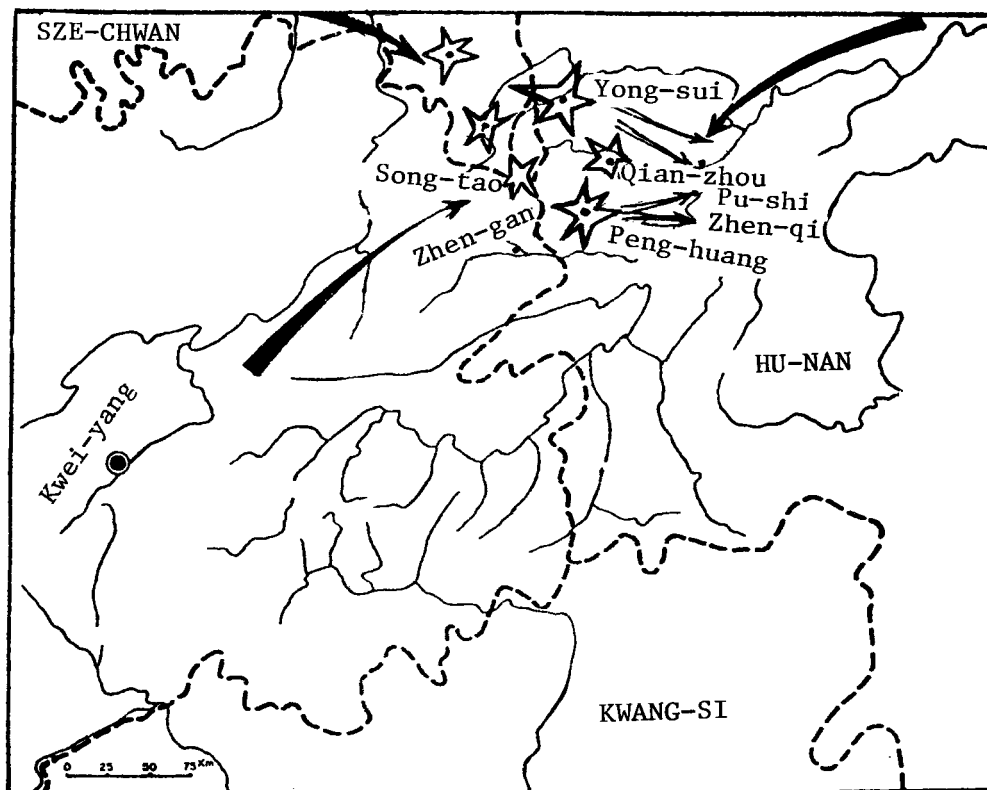 SZE-CHWAN
Yong-sui
Qian-zhou
Song-tao
Pu-shi
Zhen-qi
Zhen-gan
Peng-huang
HU-NAN
Kwei-yang
KWANG-SI
0 25 50 75 Km